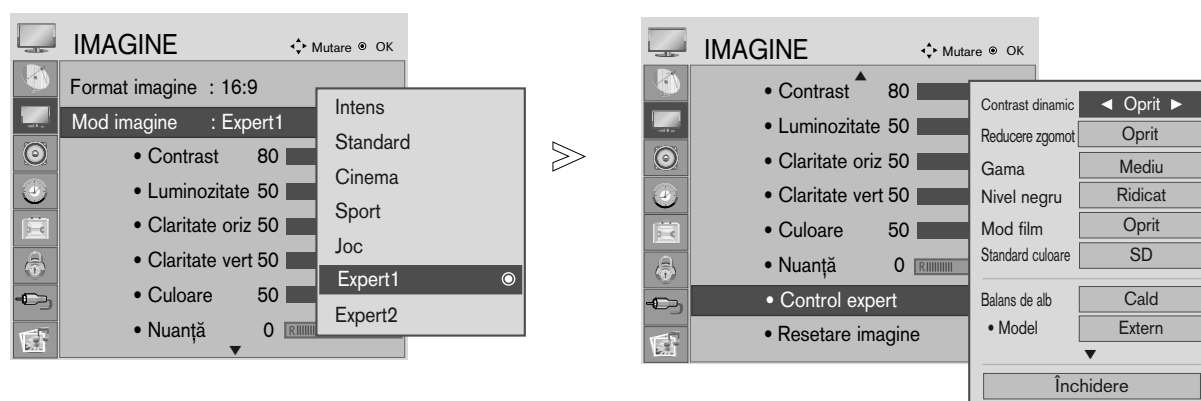 IMAGINE
Mutare OK
Format imagine : 16:9
Mod imagine : Expert1
• Contrast 80
• Luminozitate 50
• Claritate oriz 50
• Claritate vert 50
• Culoare 50
• Nuanță 0 R
Intens
Standard
Cinema
Sport
Joc
Expert1
Expert2
IMAGINE
Mutare OK
• Contrast 80
• Luminozitate 50
• Claritate oriz 50
• Claritate vert 50
• Culoare 50
• Nuanță 0 R
• Control expert
• Resetare imagine
Contrast dinamic ◄ Oprit ►
Reducere zgomot Oprit
Gama Mediu
Nivel negru Ridicat
Mod film Oprit
Standard culoare SD
Balans de alb Cald
• Model Extern
Închidere